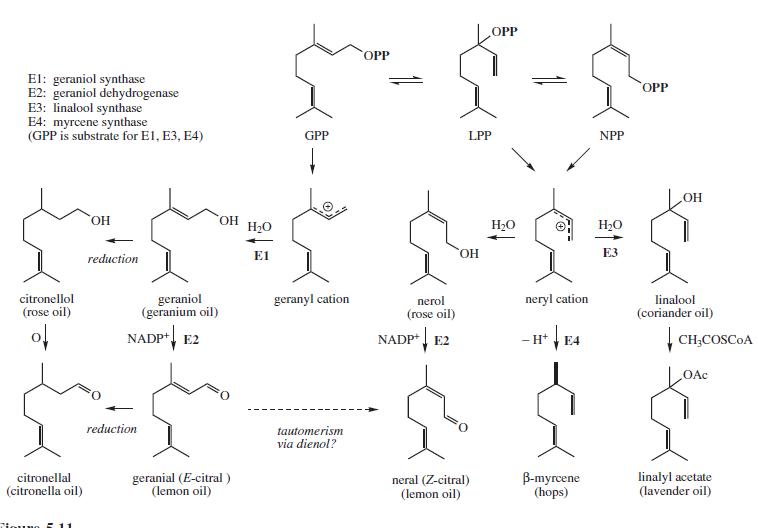 OPP
OPP
OPP
E1: geraniol synthase
E2: geraniol dehydrogenase
E3: linalool synthase
E4: myrcene synthase
(GPP is substrate for E1, E3, E4)
GPP
LPP
NPP
OH
OH
H₂O
E1
⊕
OH
H₂O
⊕
H₂O
E3
OH
reduction
citronellol
(rose oil)
geraniol
(geranium oil)
geranyl cation
nerol
(rose oil)
neryl cation
linalool
(coriander oil)
O
NADP⁺
E2
NADP⁺
E2
– H⁺
E4
CH₃COSCoA
O
O
O
OAc
reduction
tautomerism
via dienol?
citronellal
(citronella oil)
geranial (E-citral )
(lemon oil)
neral (Z-citral)
(lemon oil)
β-myrcene
(hops)
linalyl acetate
(lavender oil)